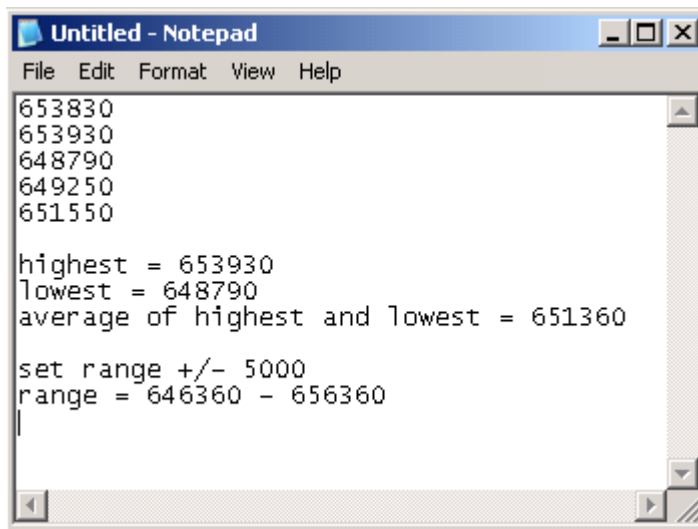 Untitled - Notepad
File Edit Format View Help
653830
653930
648790
649250
651550
highest = 653930
lowest = 648790
average of highest and lowest = 651360
set range +/- 5000
range = 646360 - 656360